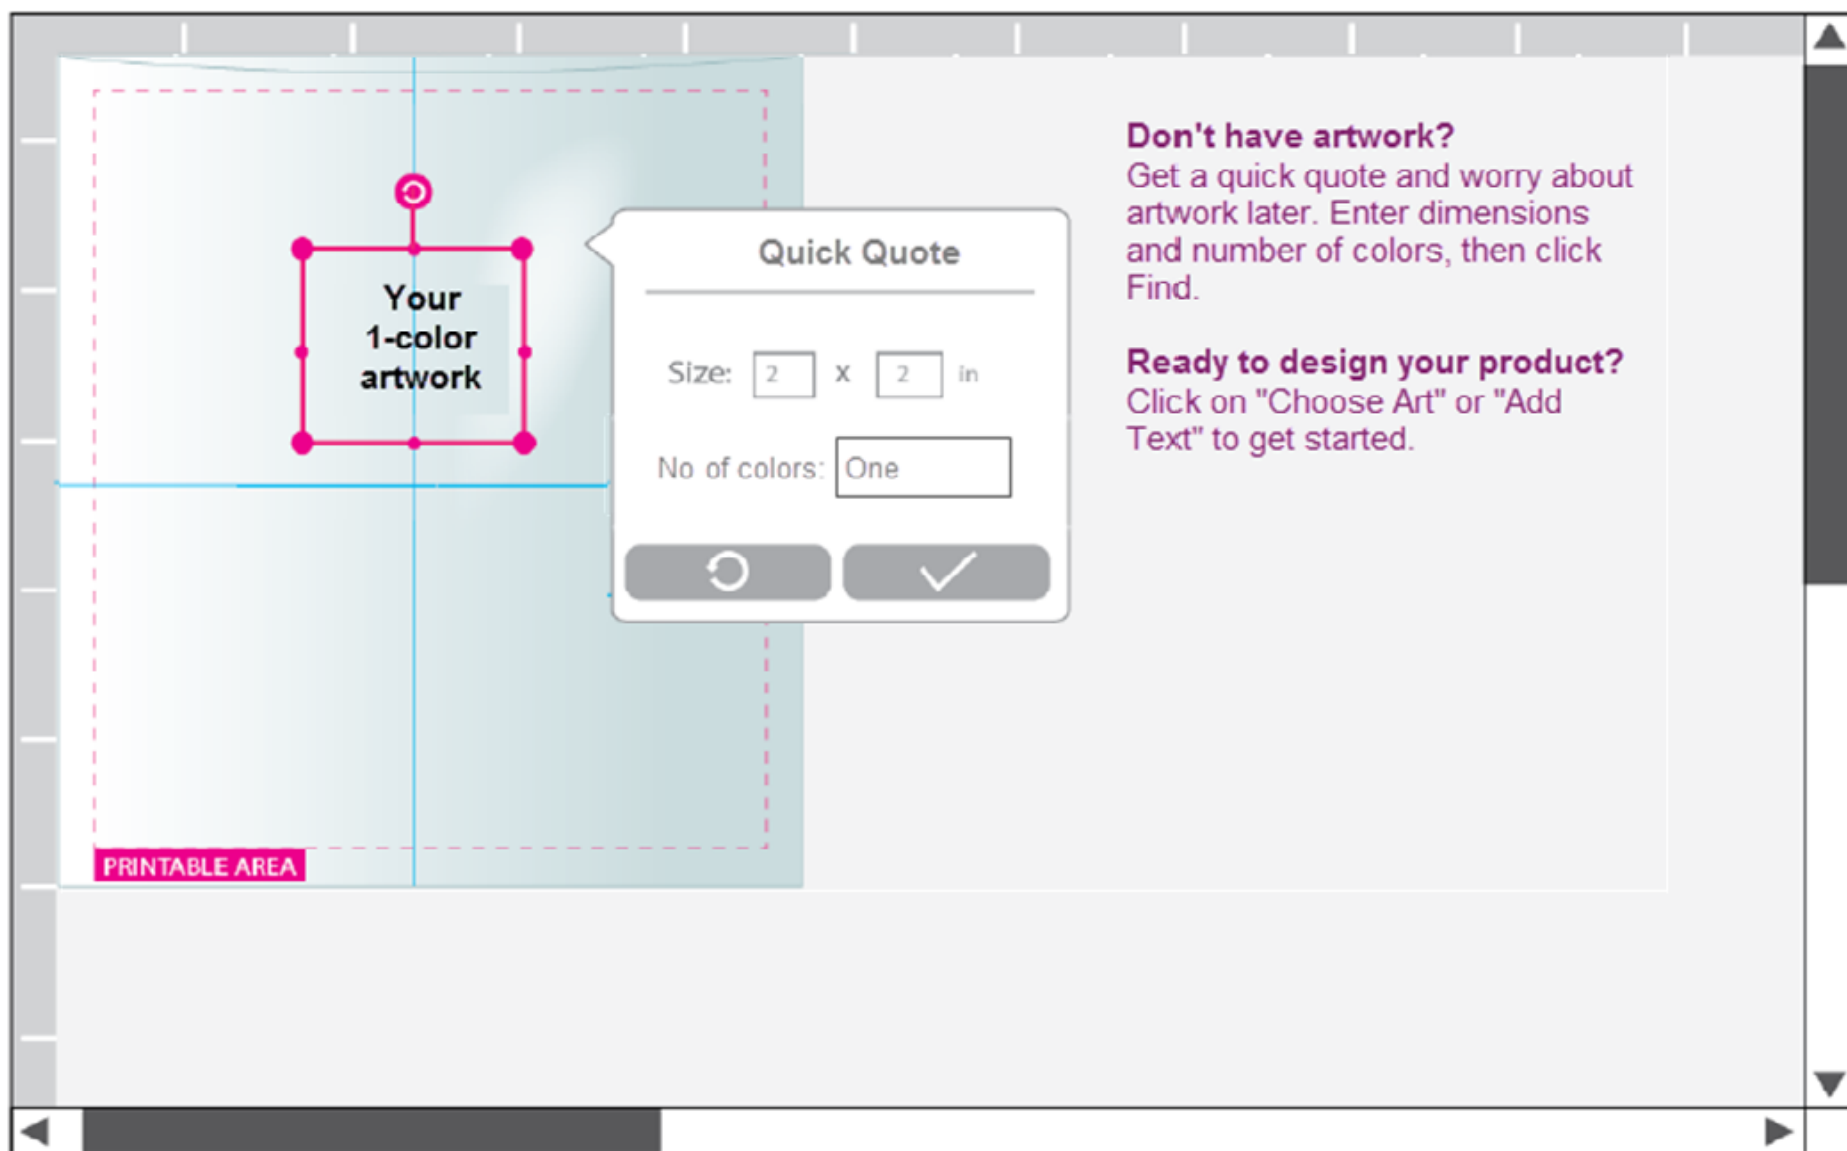 Your
1-color
artwork
PRINTABLE AREA
Quick Quote
Size: 2 x 2 in
No of colors: One
Don't have artwork?
Get a quick quote and worry about
artwork later. Enter dimensions
and number of colors, then click
Find.
Ready to design your product?
Click on "Choose Art" or "Add
Text" to get started.